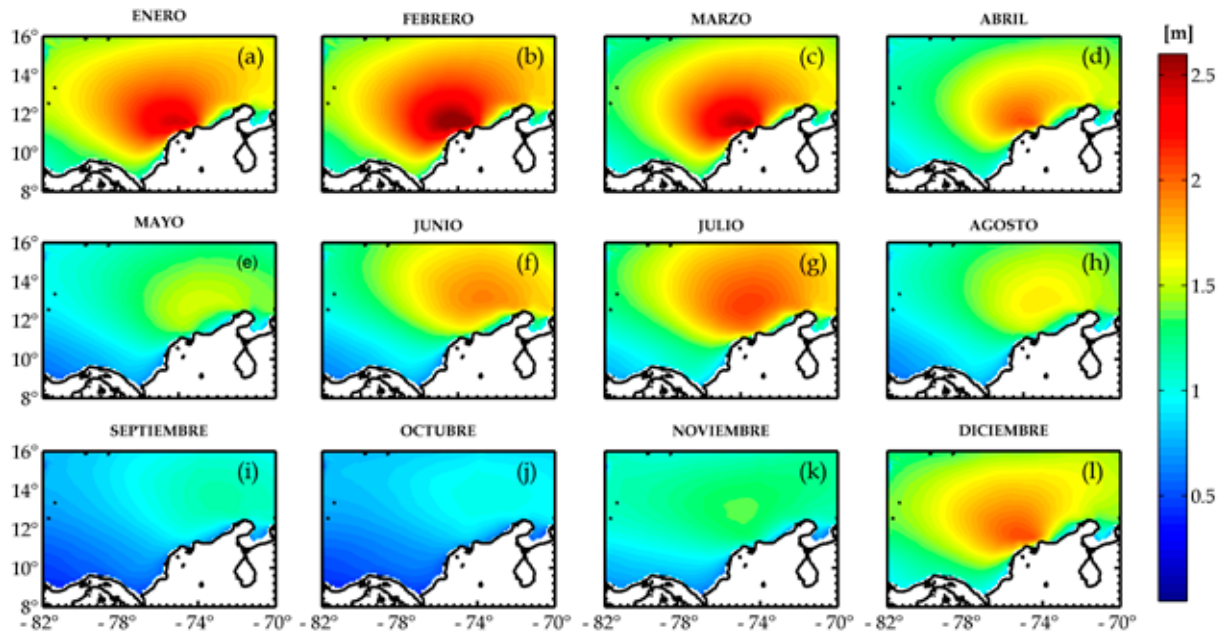 ENERO FEBRERO MARZO ABRIL
[m]
16° (a) (b) (c) (d)
2.5
14°
12°
10°
2
8°
MAYO JUNIO JULIO AGOSTO
16° (e) (f) (g) (h)
1.5
14°
12°
10°
1
8°
SEPTIEMBRE OCTUBRE NOVIEMBRE DICIEMBRE
16° (i) (j) (k) (l)
0.5
14°
12°
10°
8°
-82° -78° -74° -70° -82° -78° -74° -70° -82° -78° -74° -70° -82° -78° -74° -70°